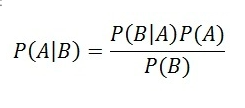 P(A|B) = P(B|A)P(A) / P(B)